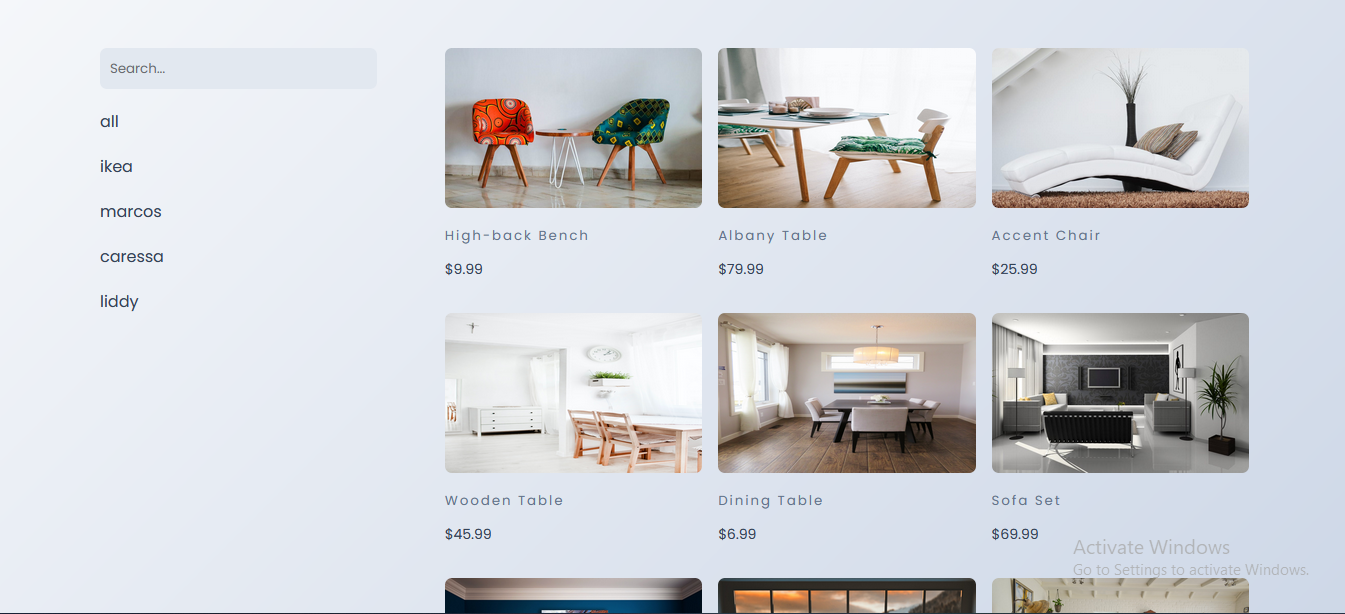 Search...
all
ikea
marcos
caressa
liddy
High-back Bench
$9.99
Albany Table
$79.99
Accent Chair
$25.99
Wooden Table
$45.99
Dining Table
$6.99
Sofa Set
$69.99
Activate Windows
Go to Settings to activate Windows.